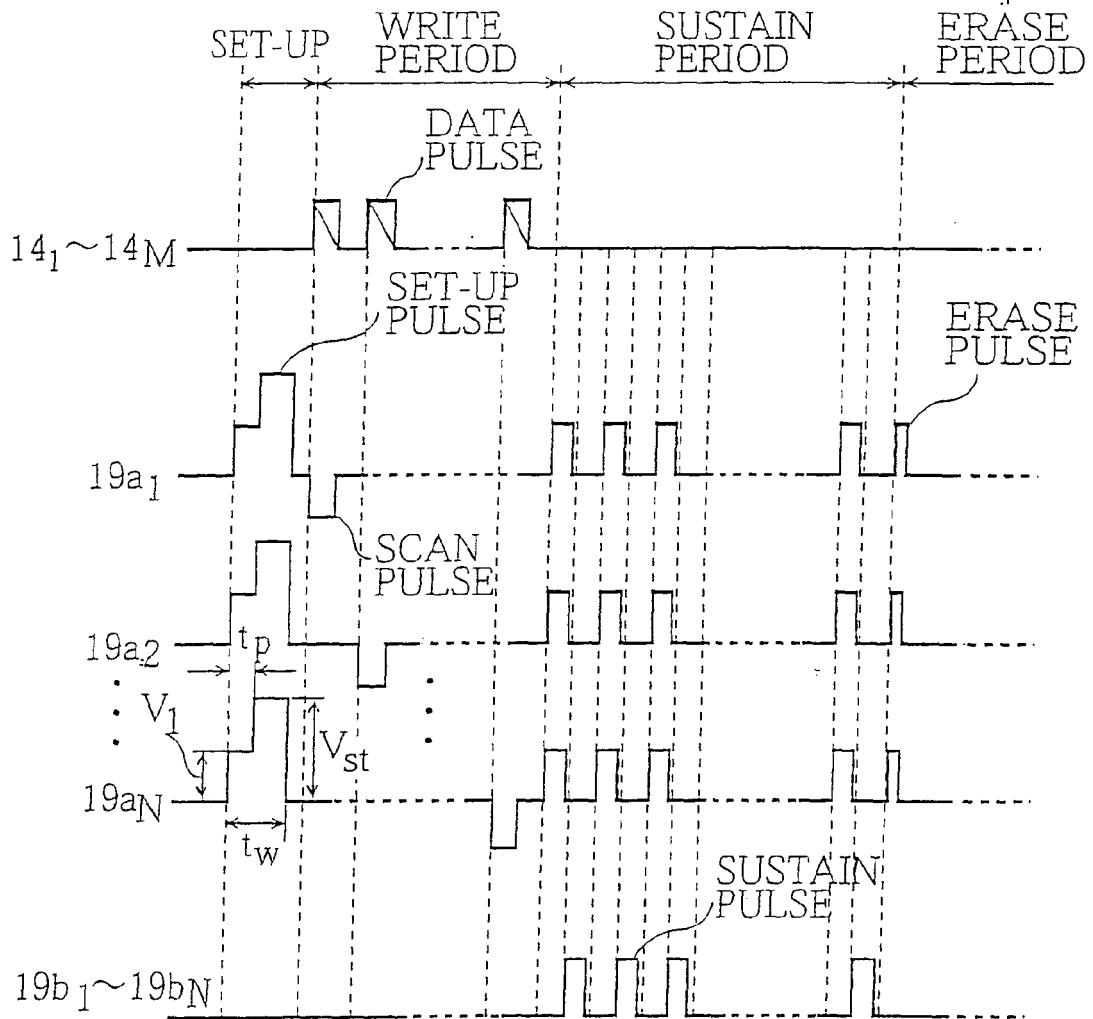 SET-UP
WRITE
PERIOD
SUSTAIN
PERIOD
ERASE
PERIOD
DATA
PULSE
14₁~14M
SET-UP
PULSE
ERASE
PULSE
19a₁
SCAN
PULSE
19a₂
tp
V₁
Vst
19aN
tw
SUSTAIN
PULSE
19b₁~19bN